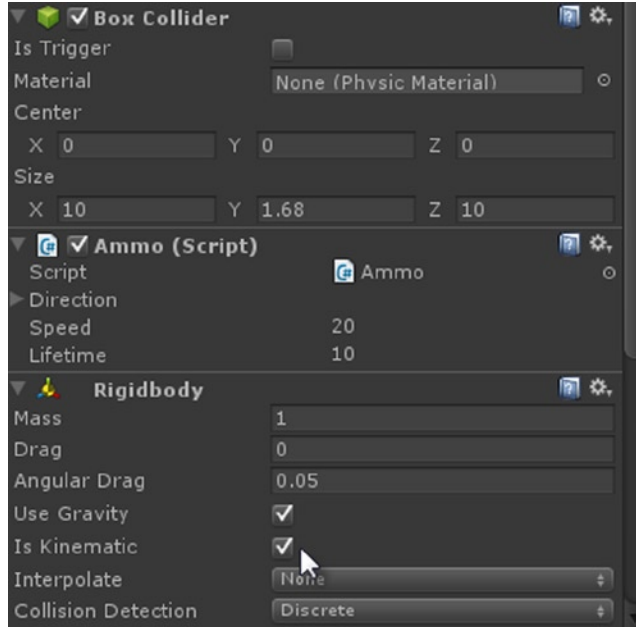 Box Collider
Is Trigger
Material None (Physic Material)
Center
X 0 Y 0 Z 0
Size
X 10 Y 1.68 Z 10
Ammo (Script)
Script Ammo
Direction
Speed 20
Lifetime 10
Rigidbody
Mass 1
Drag 0
Angular Drag 0.05
Use Gravity
Is Kinematic
Interpolate None
Collision Detection Discrete